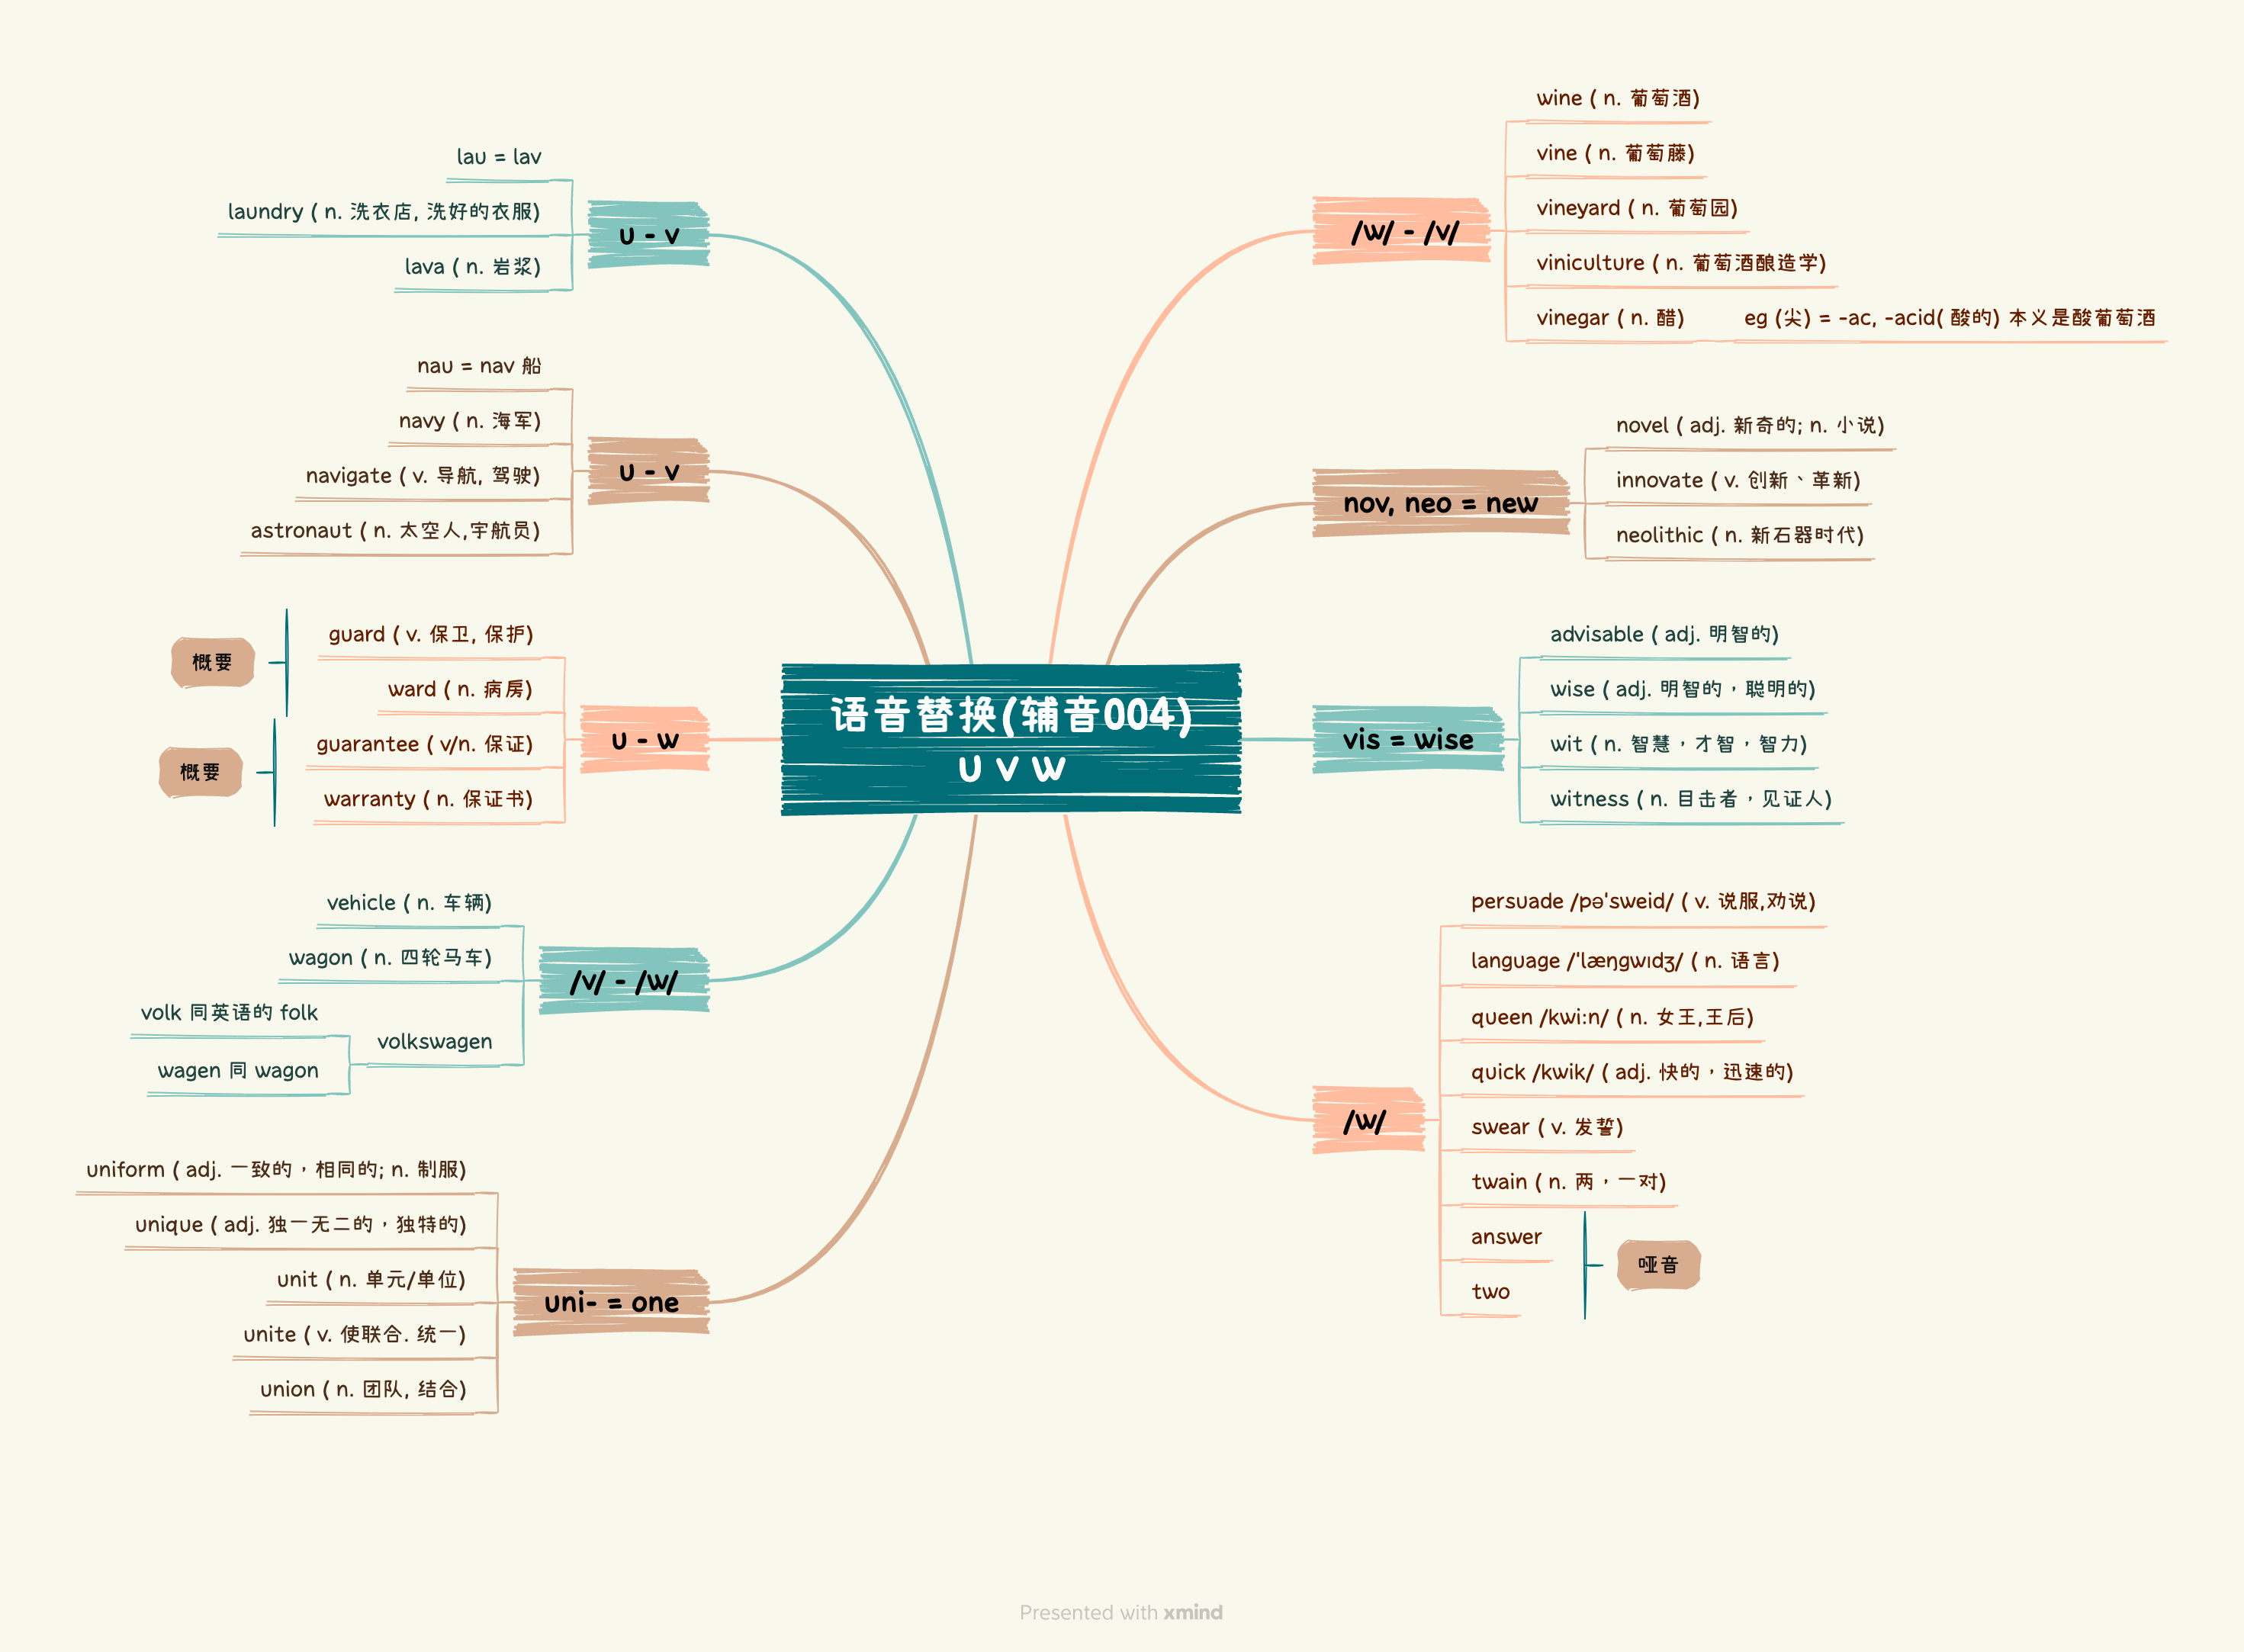 语音替换(辅音004)
U V W
/w/ - /v/
wine ( n. 葡萄酒)
vine ( n. 葡萄藤)
vineyard ( n. 葡萄园)
viniculture ( n. 葡萄酒酿造学)
vinegar ( n. 醋)
eg (尖) = -ac, -acid( 酸的) 本义是酸葡萄酒
nov, neo = new
novel ( adj. 新奇的; n. 小说)
innovate ( v. 创新、革新)
neolithic ( n. 新石器时代)
vis = wise
advisable ( adj. 明智的)
wise ( adj. 明智的，聪明的)
wit ( n. 智慧，才智，智力)
witness ( n. 目击者，见证人)
/w/
persuade /pə'sweid/ ( v. 说服,劝说)
language /'læŋgwɪdʒ/ ( n. 语言)
queen /kwi:n/ ( n. 女王,王后)
quick /kwik/ ( adj. 快的，迅速的)
swear ( v. 发誓)
twain ( n. 两，一对)
answer
two
哑音
u - v
lau = lav
laundry ( n. 洗衣店, 洗好的衣服)
lava ( n. 岩浆)
u - v
nau = nav 船
navy ( n. 海军)
navigate ( v. 导航, 驾驶)
astronaut ( n. 太空人,宇航员)
u - w
guard ( v. 保卫, 保护)
ward ( n. 病房)
概要
guarantee ( v/n. 保证)
warranty ( n. 保证书)
概要
/v/ - /w/
vehicle ( n. 车辆)
wagon ( n. 四轮马车)
volkswagen
volk 同英语的 folk
wagen 同 wagon
uni- = one
uniform ( adj. 一致的，相同的; n. 制服)
unique ( adj. 独一无二的，独特的)
unit ( n. 单元/单位)
unite ( v. 使联合. 统一)
union ( n. 团队, 结合)
Presented with xmind